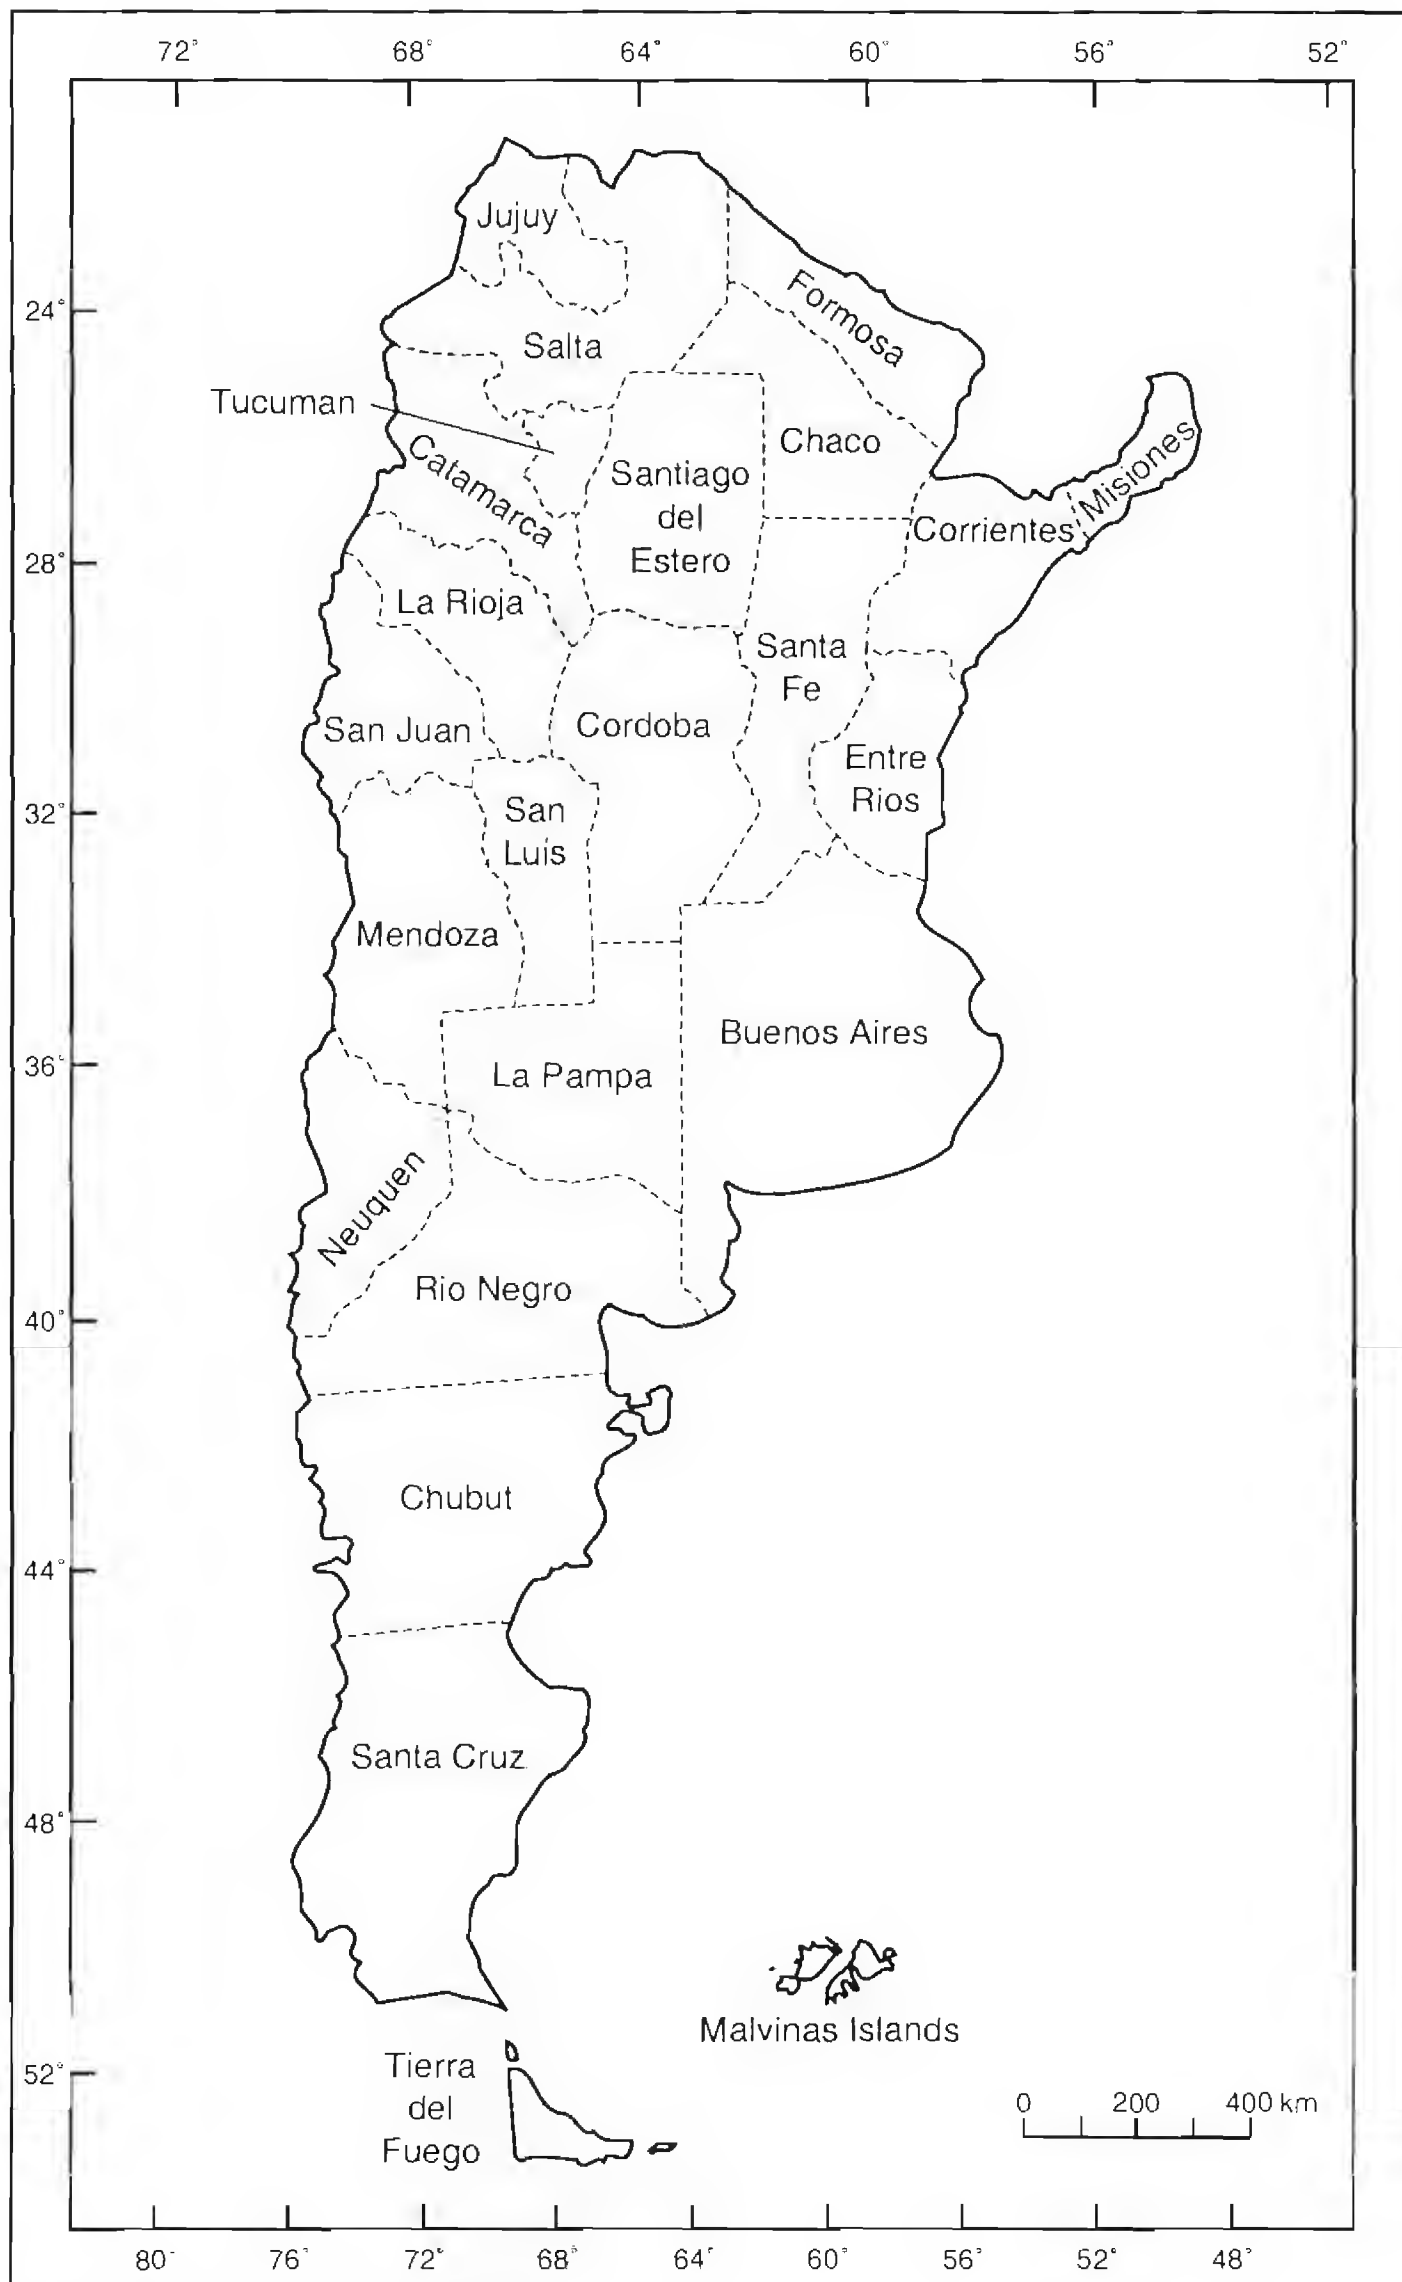 72° 68° 64° 60° 56° 52°
Jujuy
Formosa
24°
Salta
Tucuman
Chaco
Catamarca
Santiago
del
Estero
Misiones
Corrientes
28°
La Rioja
Santa
Fe
San Juan
Cordoba
Entre
Rios
32°
San
Luis
Mendoza
Buenos Aires
36°
La Pampa
Neuquen
Rio Negro
40°
Chubut
44°
Santa Cruz
48°
Malvinas Islands
52°
Tierra
del
Fuego
0 200 400 km
80° 76° 72° 68° 64° 60° 56° 52° 48°